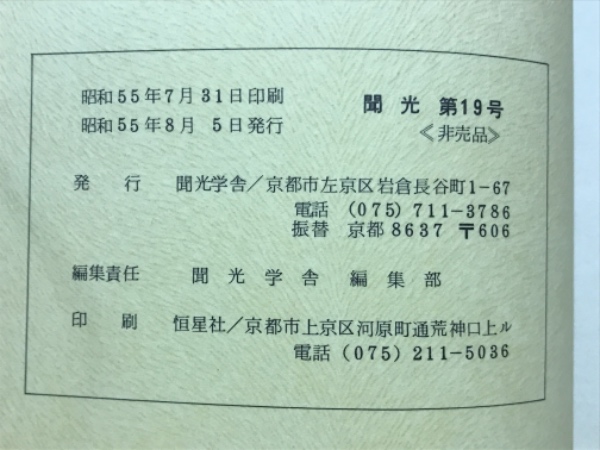 昭和55年7月31日印刷
昭和55年8月 5日発行
聞光 第19号
≪非売品≫
発行 聞光学舎/京都市左京区岩倉長谷町1-67
電話 (075) 711-3786
振替 京都 8637 〒606
編集責任 聞光学舎 編集部
印刷 恒星社/京都市上京区河原町通荒神口上ル
電話 (075) 211-5036